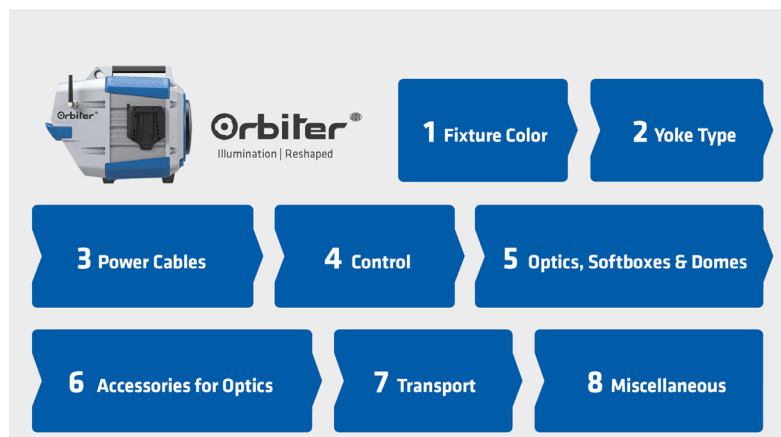 Orbiter®
Orbiter
Illumination | Reshaped
1 Fixture Color
2 Yoke Type
3 Power Cables
4 Control
5 Optics, Softboxes & Domes
6 Accessories for Optics
7 Transport
8 Miscellaneous